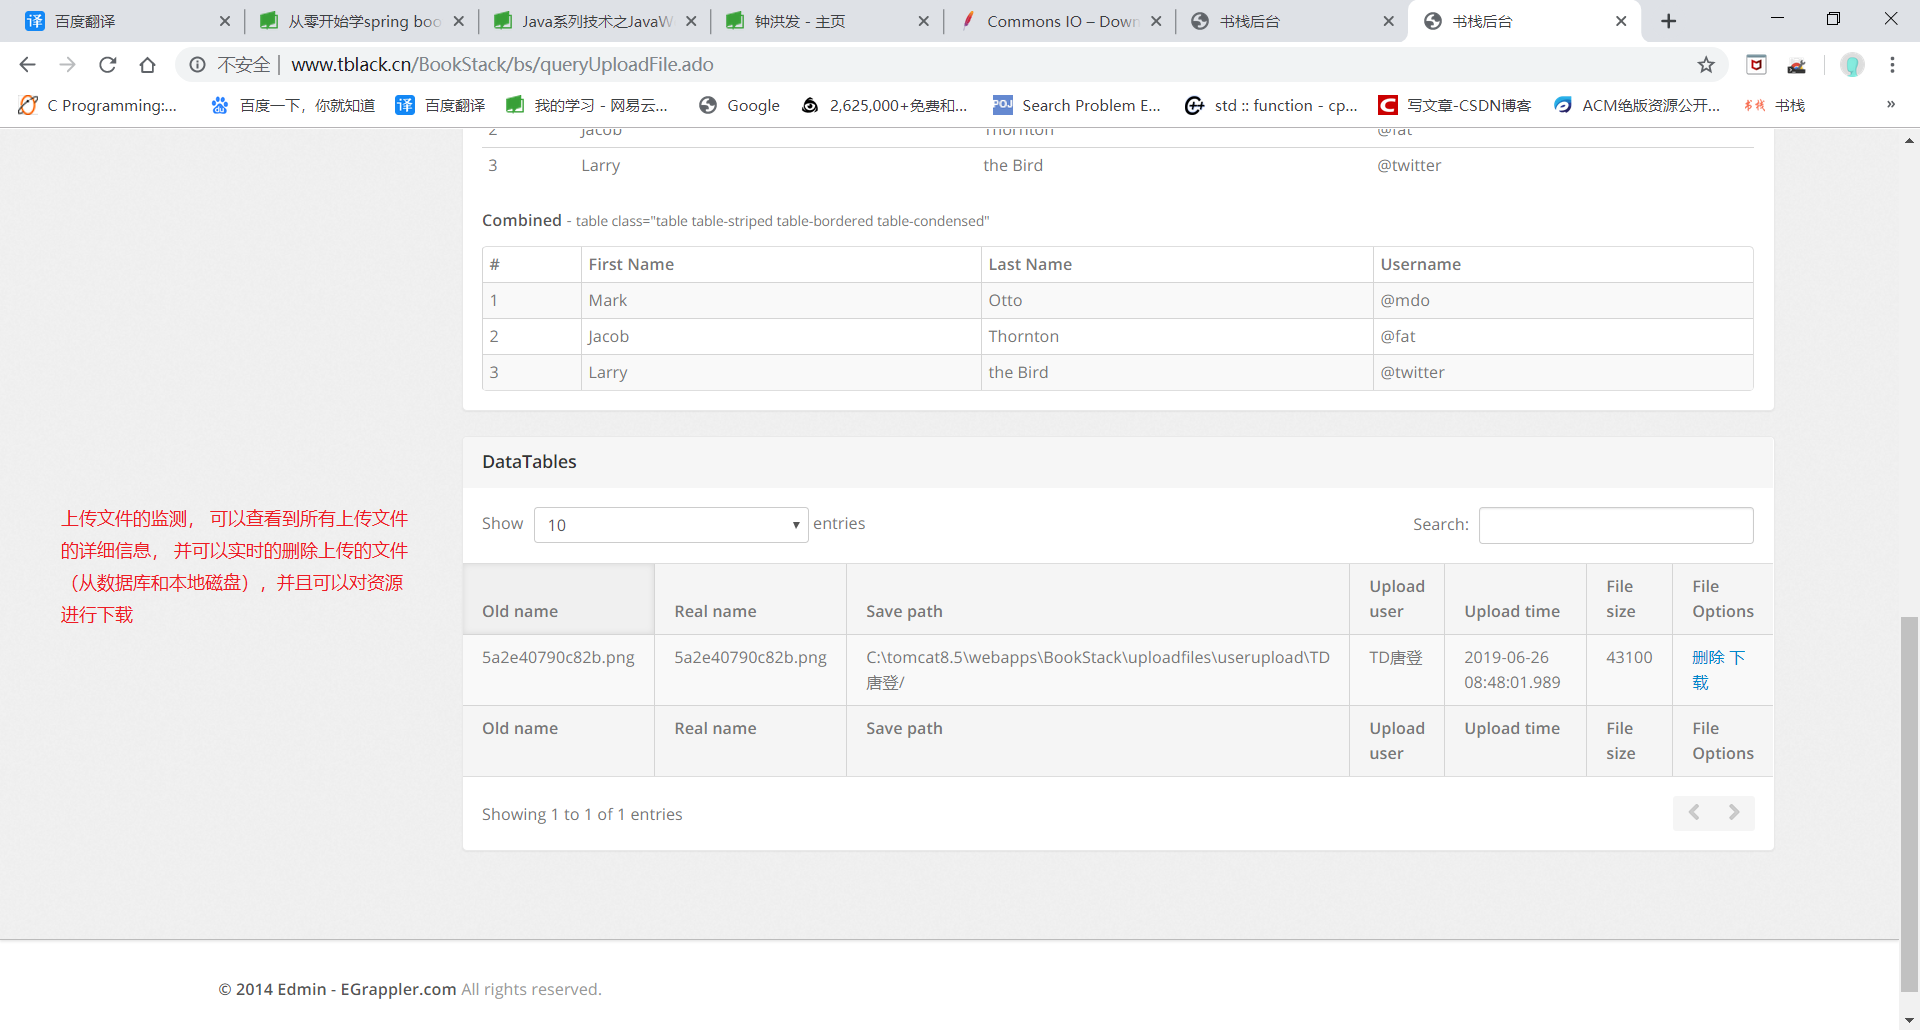 百度翻译
从零开始学spring boo
Java系列技术之JavaW
钟洪发 - 主页
Commons IO – Down
书栈后台
书栈后台
不安全 | www.tblack.cn/BookStack/bs/queryUploadFile.ado
C Programming:...
百度一下，你就知道
百度翻译
我的学习 - 网易云...
Google
2,625,000+免费和...
Search Problem E...
std :: function - cp...
写文章-CSDN博客
ACM绝版资源公开...
书栈
»
2 Jacob Thornton @fat
3 Larry the Bird @twitter
Combined - table class="table table-striped table-bordered table-condensed"
# First Name Last Name Username
1 Mark Otto @mdo
2 Jacob Thornton @fat
3 Larry the Bird @twitter
DataTables
上传文件的监测， 可以查看到所有上传文件
的详细信息， 并可以实时的删除上传的文件
（从数据库和本地磁盘）, 并且可以对资源
进行下载
Show 10 entries
Search:
Old name
Real name
Save path
Upload
user
Upload time
File
size
File
Options
5a2e40790c82b.png
5a2e40790c82b.png
C:\tomcat8.5\webapps\BookStack\uploadfiles\userupload\TD
唐登/
TD唐登
2019-06-26
08:48:01.989
43100
删除 下
载
Old name
Real name
Save path
Upload
user
Upload time
File
size
File
Options
Showing 1 to 1 of 1 entries
© 2014 Edmin - EGrappler.com All rights reserved.